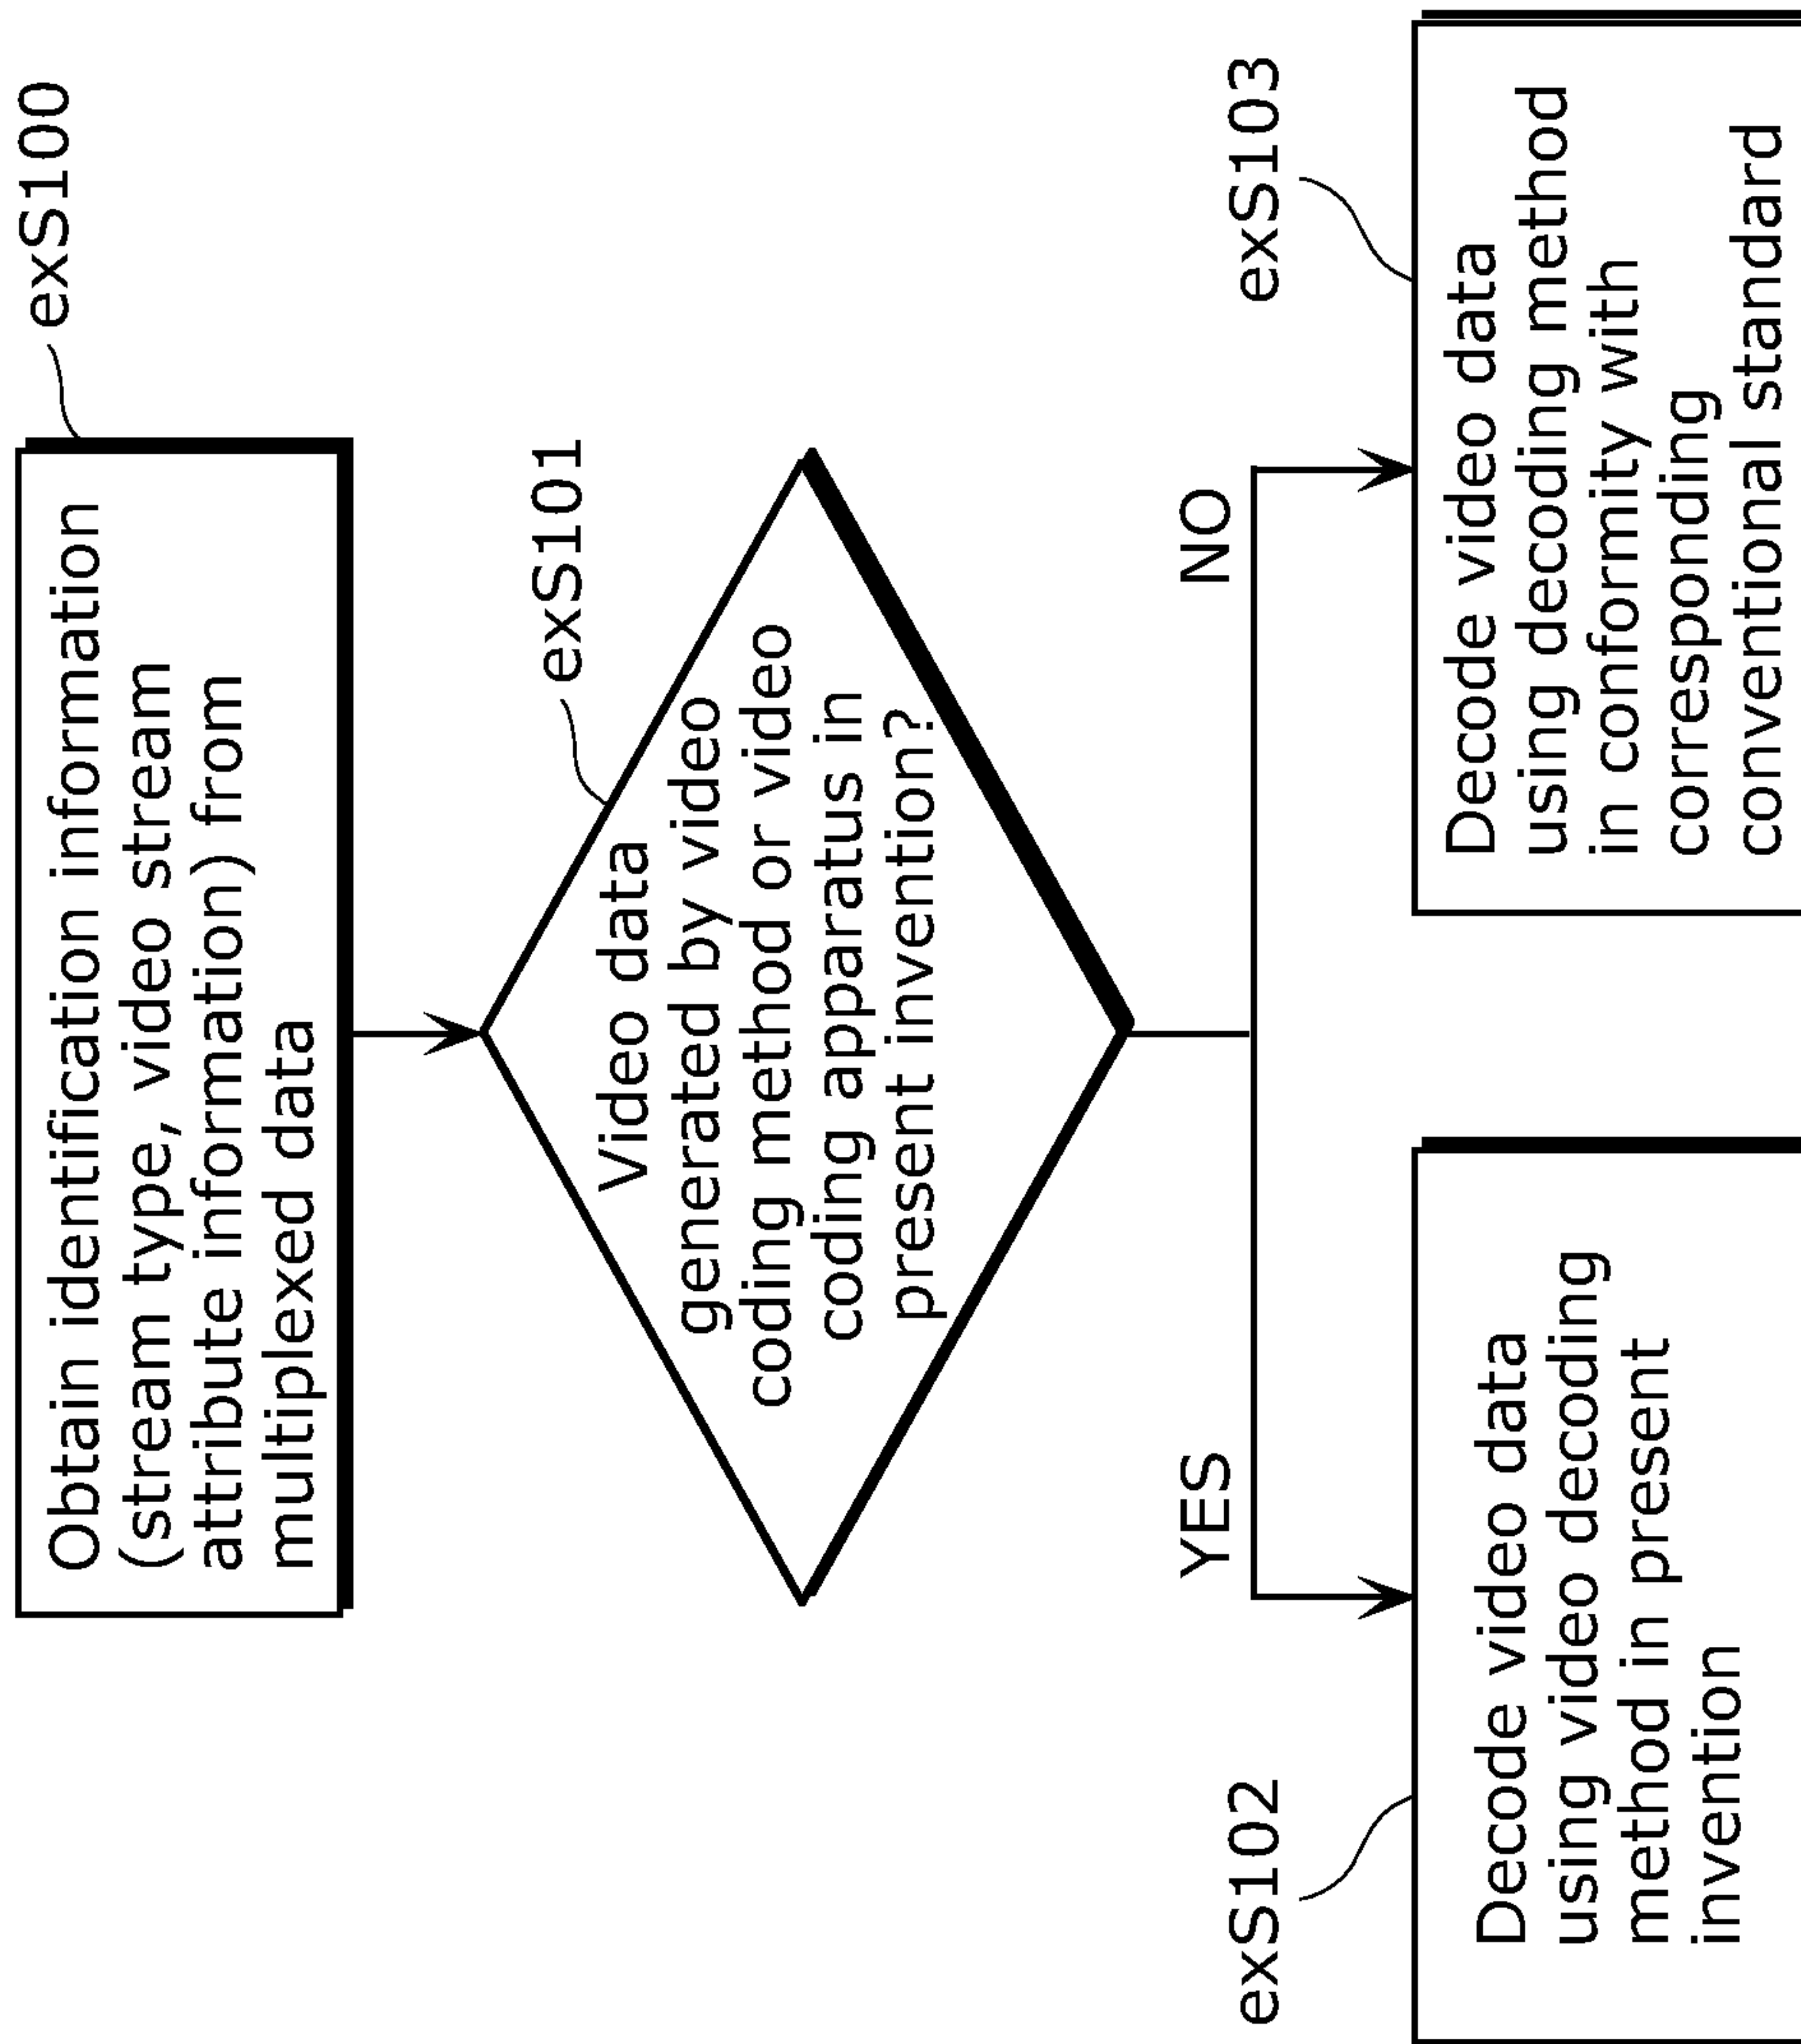 exS100
Obtain identification information
(stream type, video stream
attribute information) from
multiplexed data
exS101
Video data
generated by video
coding method or video
coding apparatus in
present invention?
YES
NO
exS102
Decode video data
using video decoding
method in present
invention
exS103
Decode video data
using decoding method
in conformity with
corresponding
conventional standard